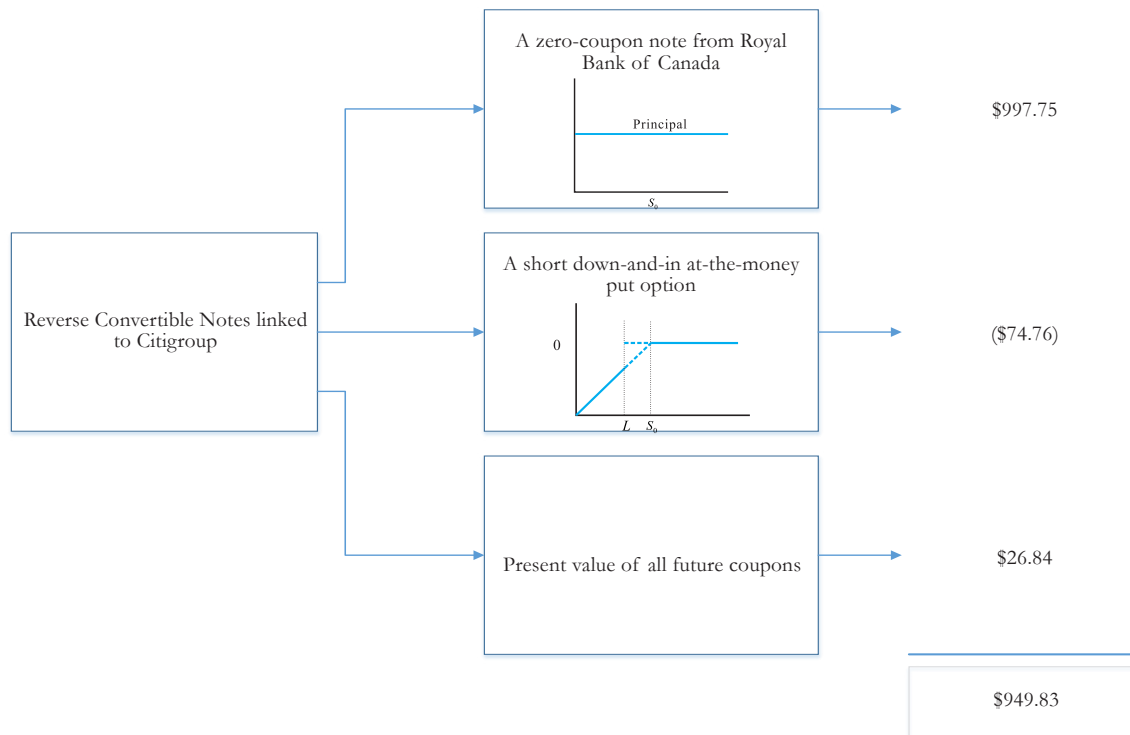 A zero-coupon note from Royal
Bank of Canada
Principal
S₀
$997.75
Reverse Convertible Notes linked
to Citigroup
A short down-and-in at-the-money
put option
0
L S₀
($74.76)
Present value of all future coupons
$26.84
$949.83